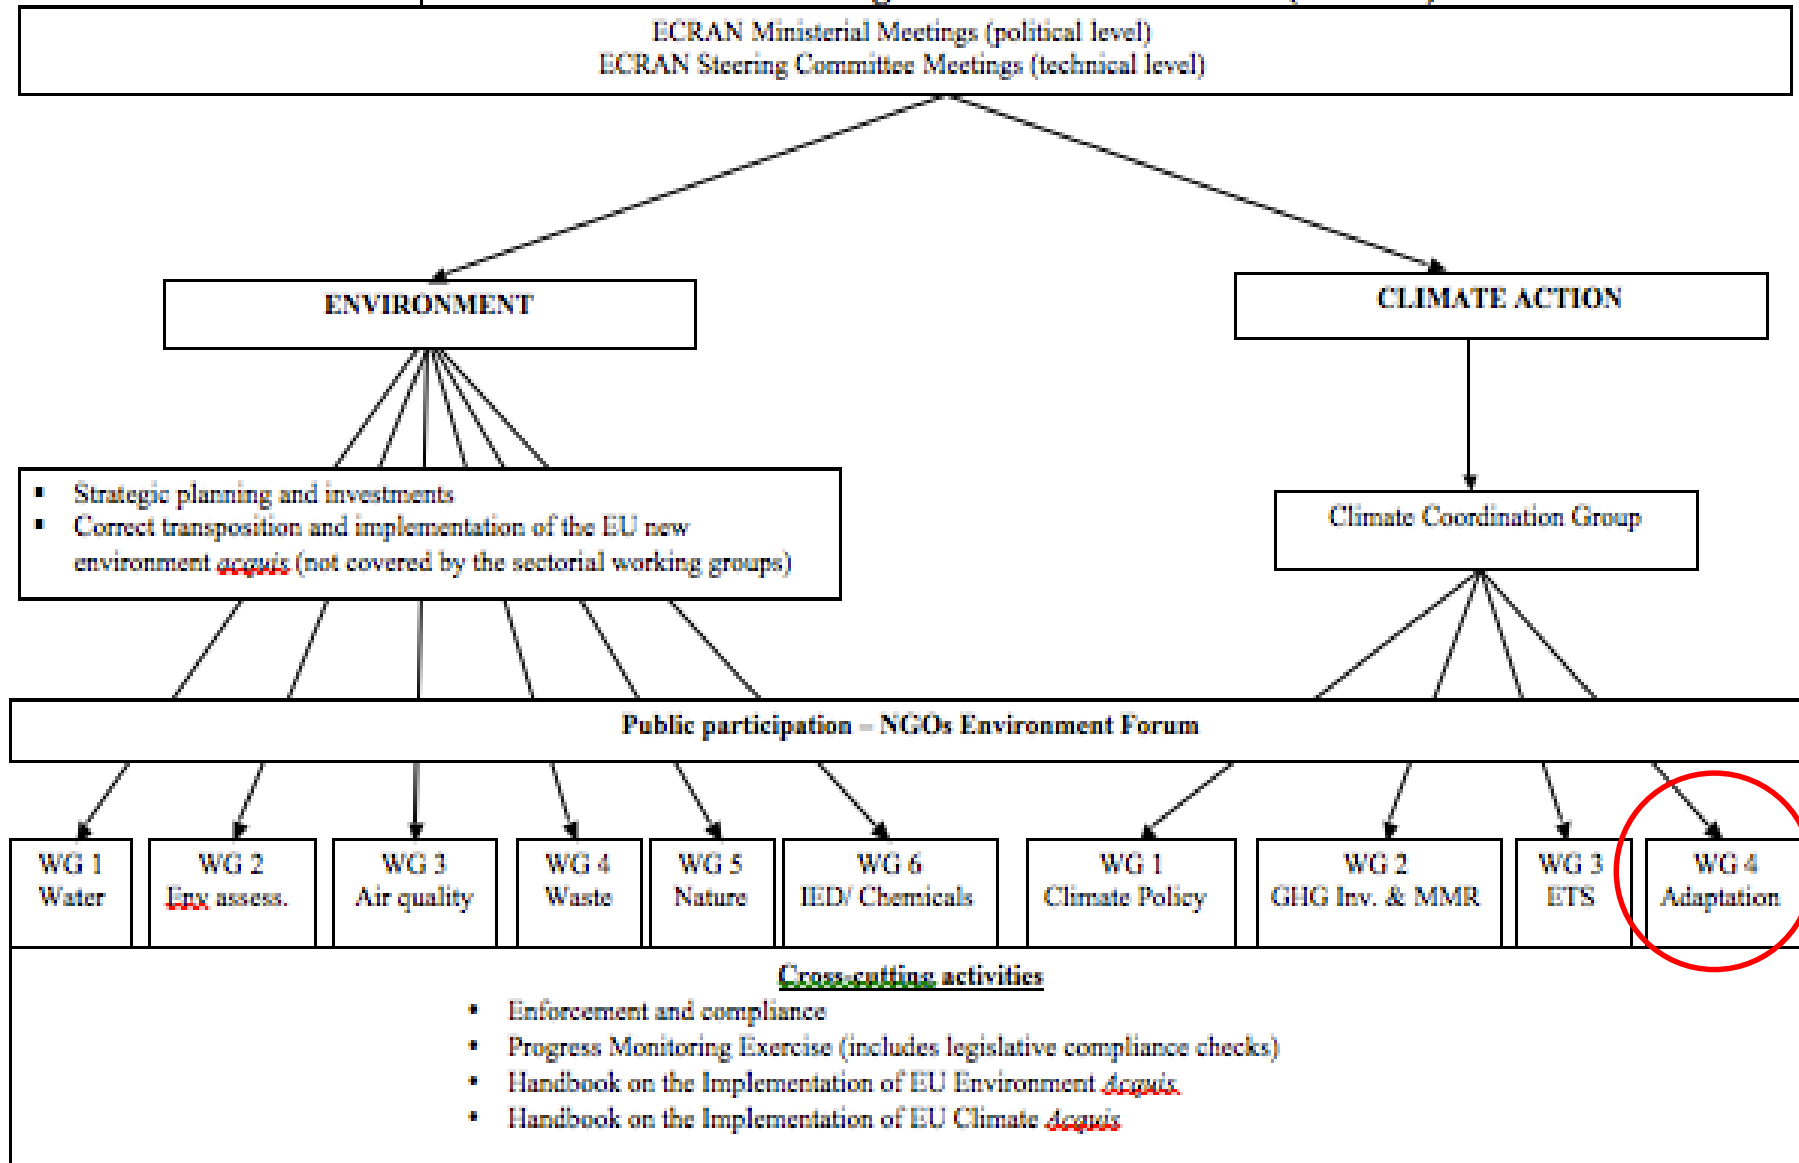 ECRAN Ministerial Meetings (political level)
ECRAN Steering Committee Meetings (technical level)
ENVIRONMENT
CLIMATE ACTION
▪ Strategic planning and investments
▪ Correct transposition and implementation of the EU new
environment acquis (not covered by the sectorial working groups)
Climate Coordination Group
Public participation – NGOs Environment Forum
WG 1
Water
WG 2
Env assess.
WG 3
Air quality
WG 4
Waste
WG 5
Nature
WG 6
IED/ Chemicals
WG 1
Climate Policy
WG 2
GHG Inv. & MMR
WG 3
ETS
WG 4
Adaptation
Cross-cutting activities
• Enforcement and compliance
• Progress Monitoring Exercise (includes legislative compliance checks)
• Handbook on the Implementation of EU Environment Acquis
• Handbook on the Implementation of EU Climate Acquis